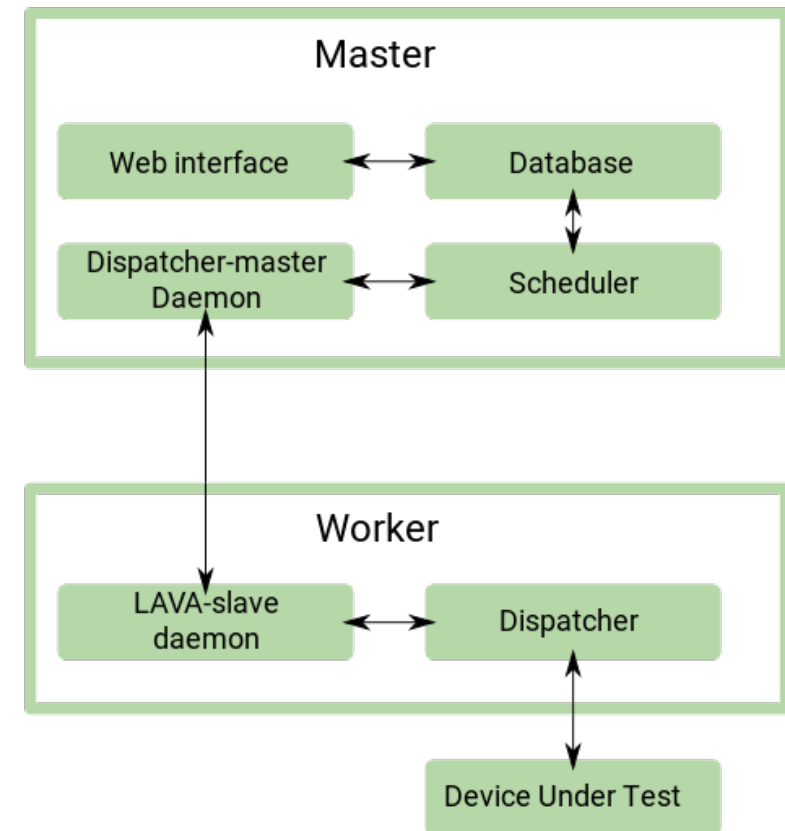 Master
Web interface
Database
Dispatcher-master
Daemon
Scheduler
Worker
LAVA-slave
daemon
Dispatcher
Device Under Test